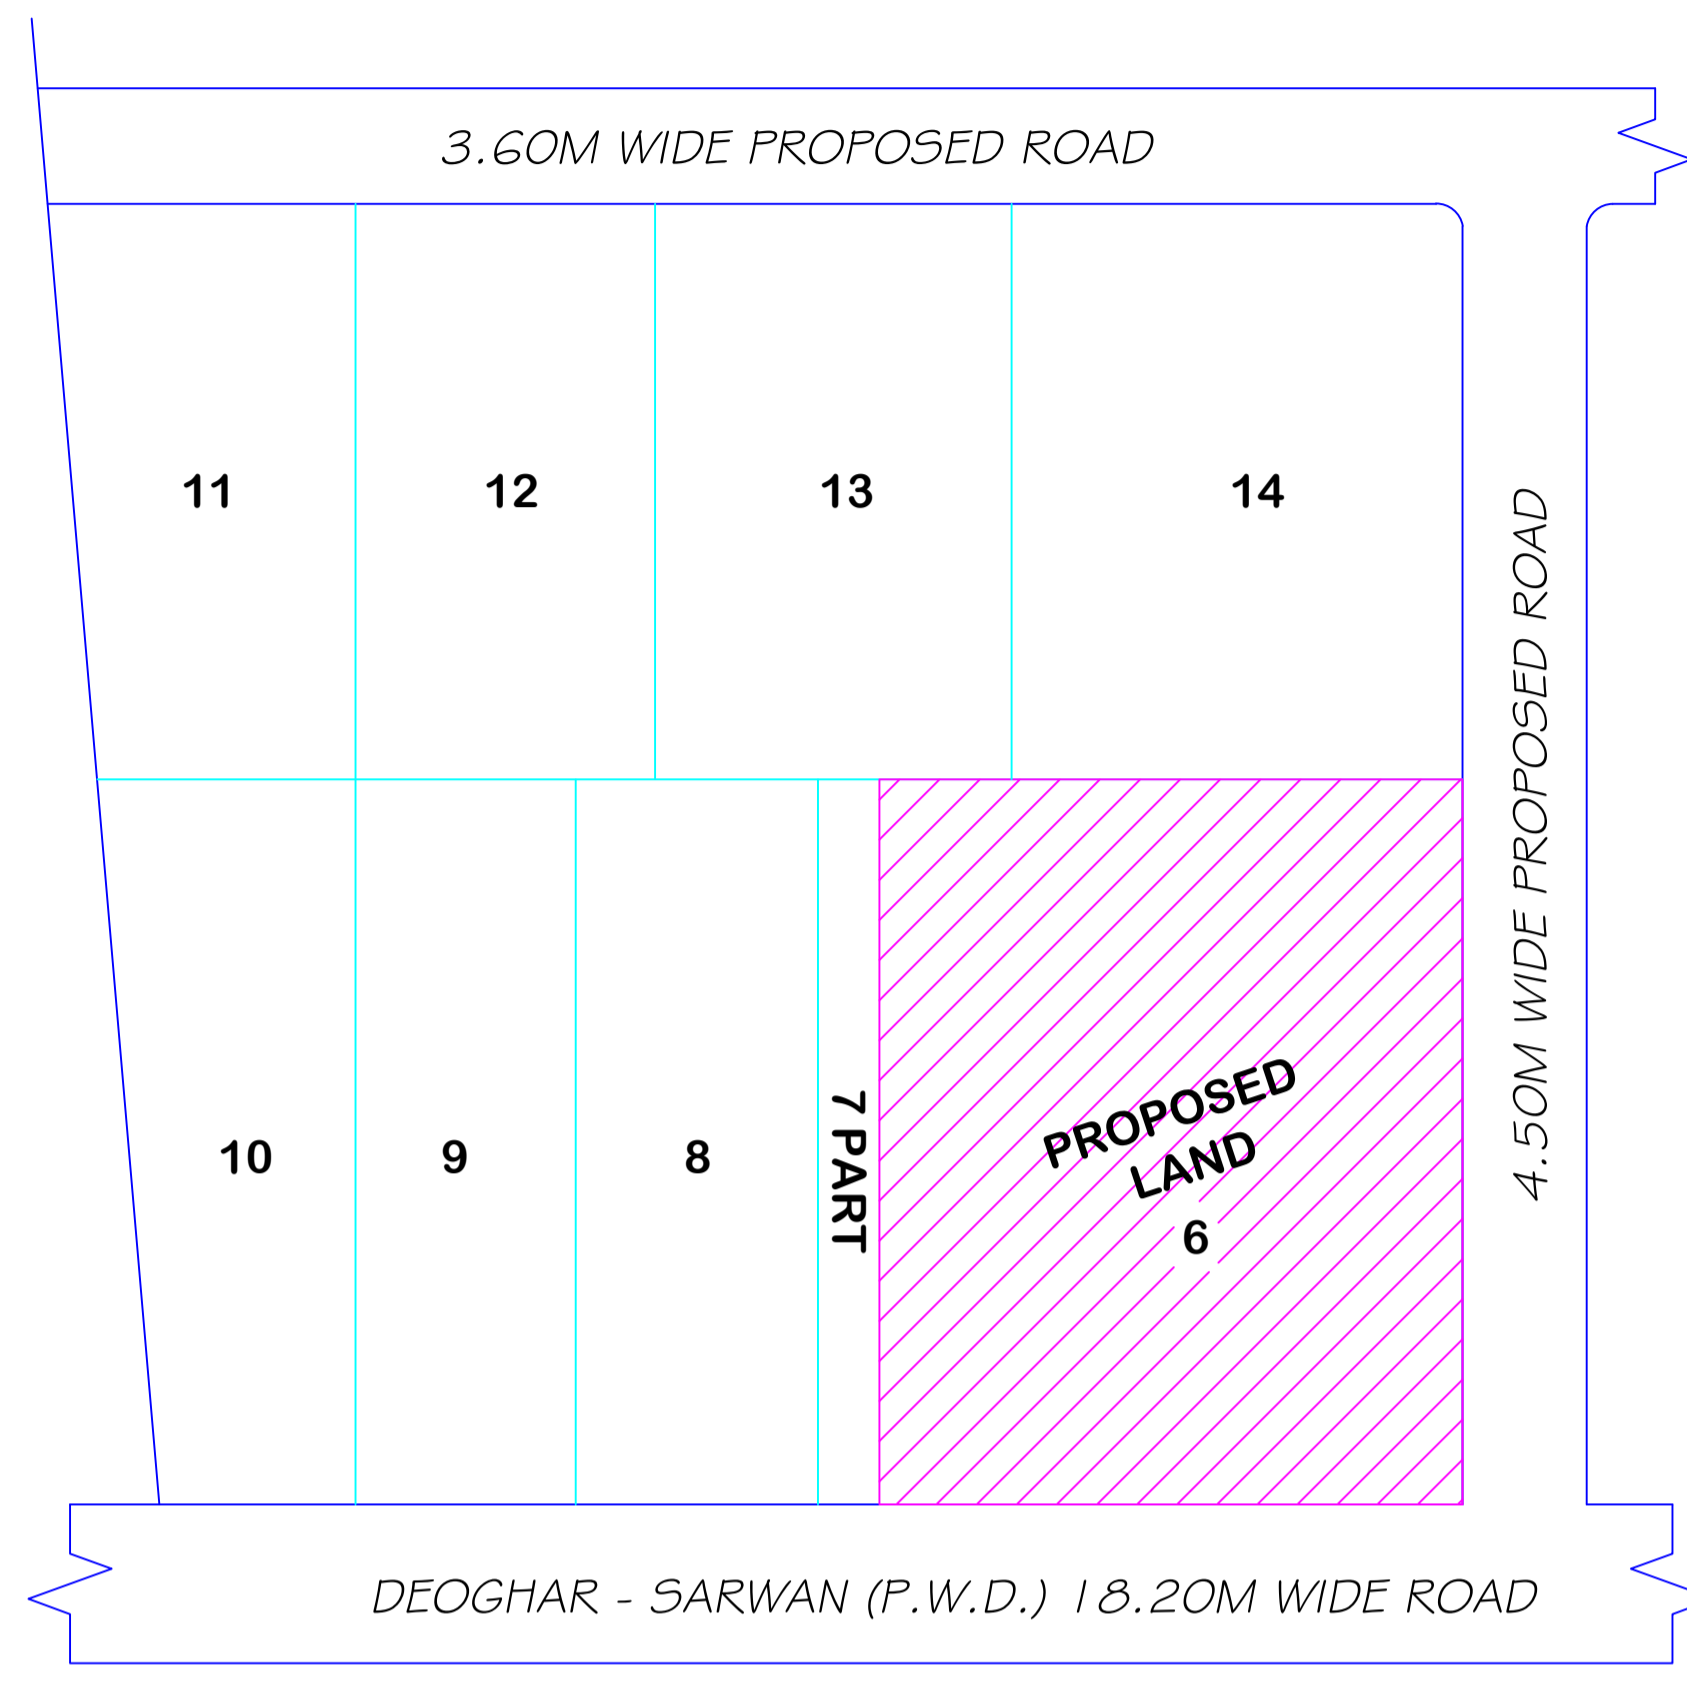 3.60M WIDE PROPOSED ROAD
11
12
13
14
4.50M WIDE PROPOSED ROAD
10
9
8
7 PART
PROPOSED
LAND
6
DEOGHAR - SARWAN (P.W.D.) 18.20M WIDE ROAD